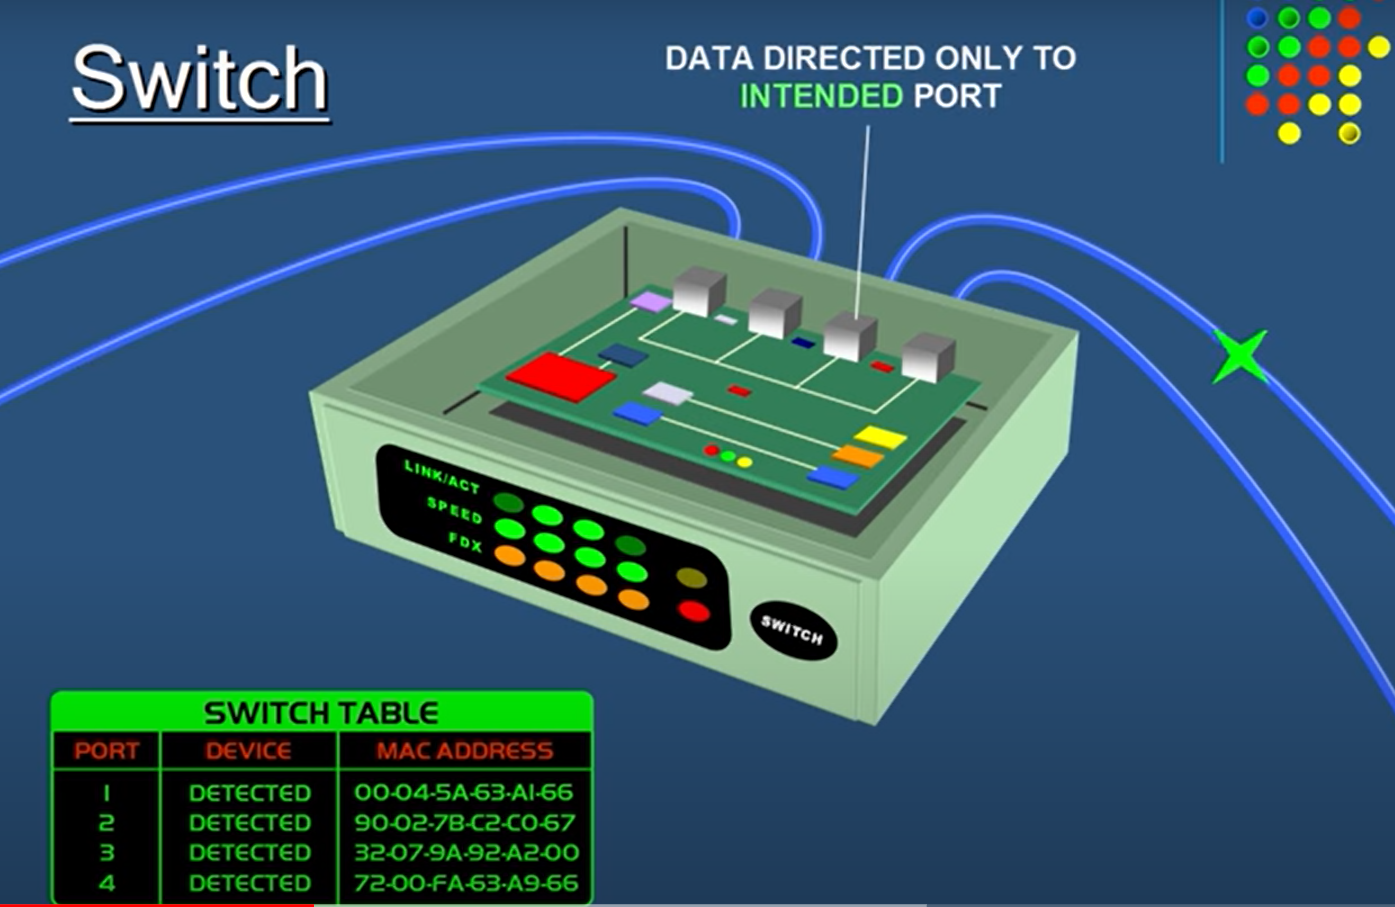 Switch
DATA DIRECTED ONLY TO
INTENDED PORT
LINK/ACT
SPEED
FDX
SWITCH
SWITCH TABLE
PORT DEVICE MAC ADDRESS
1 DETECTED 00-04-5A-63-A1-66
2 DETECTED 90-02-7B-C2-C0-67
3 DETECTED 32-07-9A-92-A2-00
4 DETECTED 72-00-FA-63-A9-66